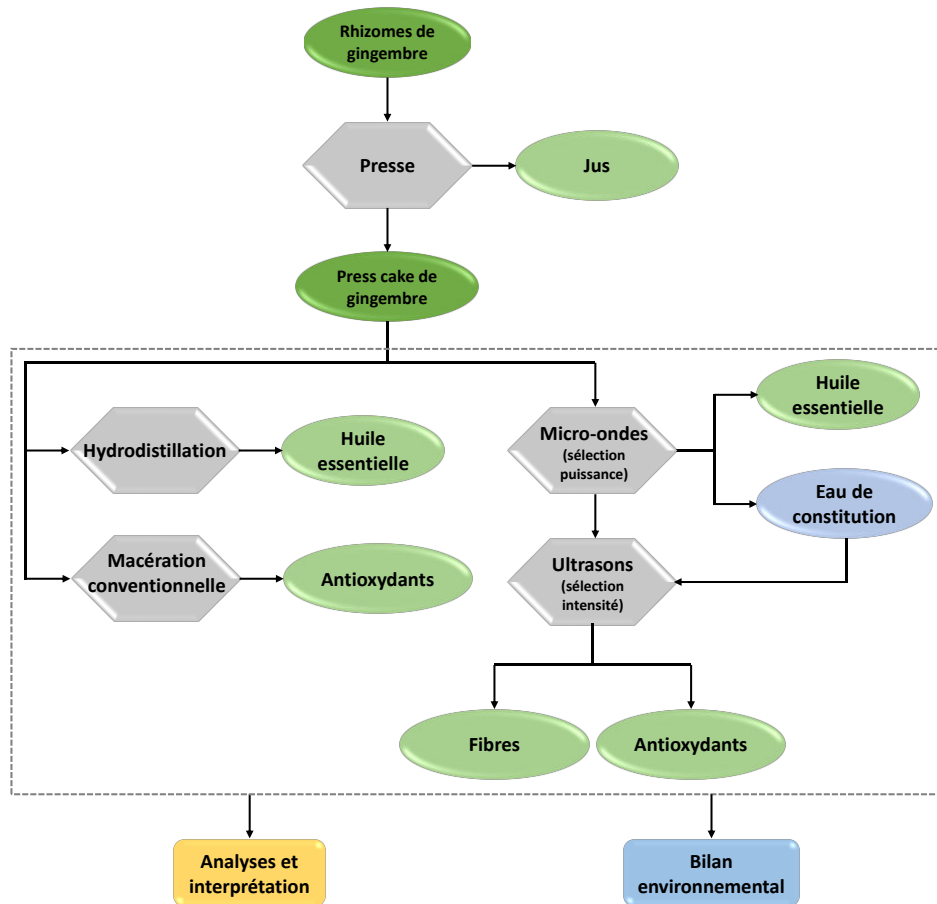 Rhizomes de
gingembre
Presse
Jus
Press cake de
gingembre
Huile
essentielle
Hydrodistillation
Huile
essentielle
Micro-ondes
(sélection
puissance)
Eau de
constitution
Macération
conventionnelle
Antioxydants
Ultrasons
(sélection
intensité)
Fibres
Antioxydants
Analyses et
interprétation
Bilan
environnemental